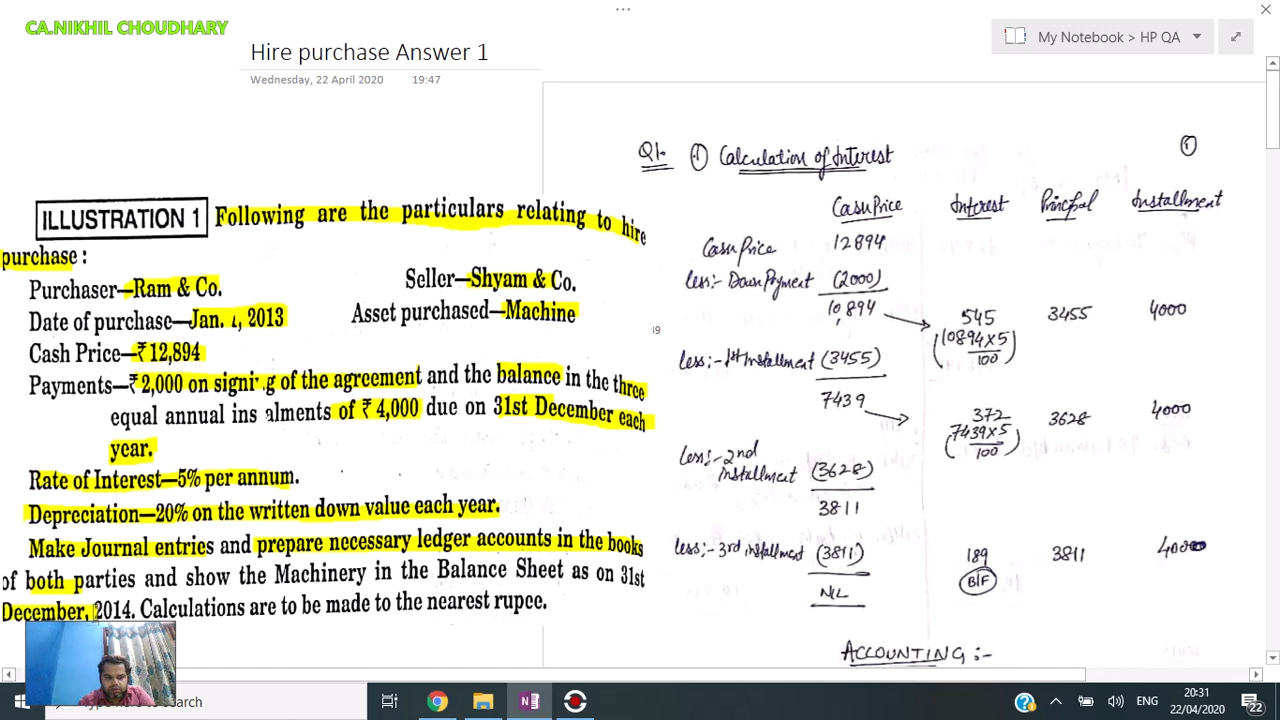 CA.NIKHIL CHOUDHARY
Hire purchase Answer 1
Wednesday, 22 April 2020 19:47
My Notebook > HP QA
ILLUSTRATION 1 Following are the particulars relating to hire
purchase :
Purchaser—Ram & Co. Seller—Shyam & Co.
Date of purchase—Jan. 1, 2013 Asset purchased—Machine
Cash Price—₹12,894
Payments—₹2,000 on signing of the agreement and the balance in the three
equal annual instalments of ₹4,000 due on 31st December each
year.
Rate of Interest—5% per annum.
Depreciation—20% on the written down value each year.
Make Journal entries and prepare necessary ledger accounts in the books
of both parties and show the Machinery in the Balance Sheet as on 31st
December, 2014. Calculations are to be made to the nearest rupee.
49
Q1. ① Calculation of Interest
①
Cash Price Interest Principal Installment
Cash Price 12894
less:- Down Payment (2000)
10,894 545 3455 4000
(10894×5/100)
less:- 1st Installment (3455)
7439 372 3628 4000
(7439×5/100)
less:- 2nd
Installment (3628)
3811
less:- 3rd installment (3811) 189 3811 4000
NIL B/F
ACCOUNTING :-
search
ENG
20:31
22/04/2020
22